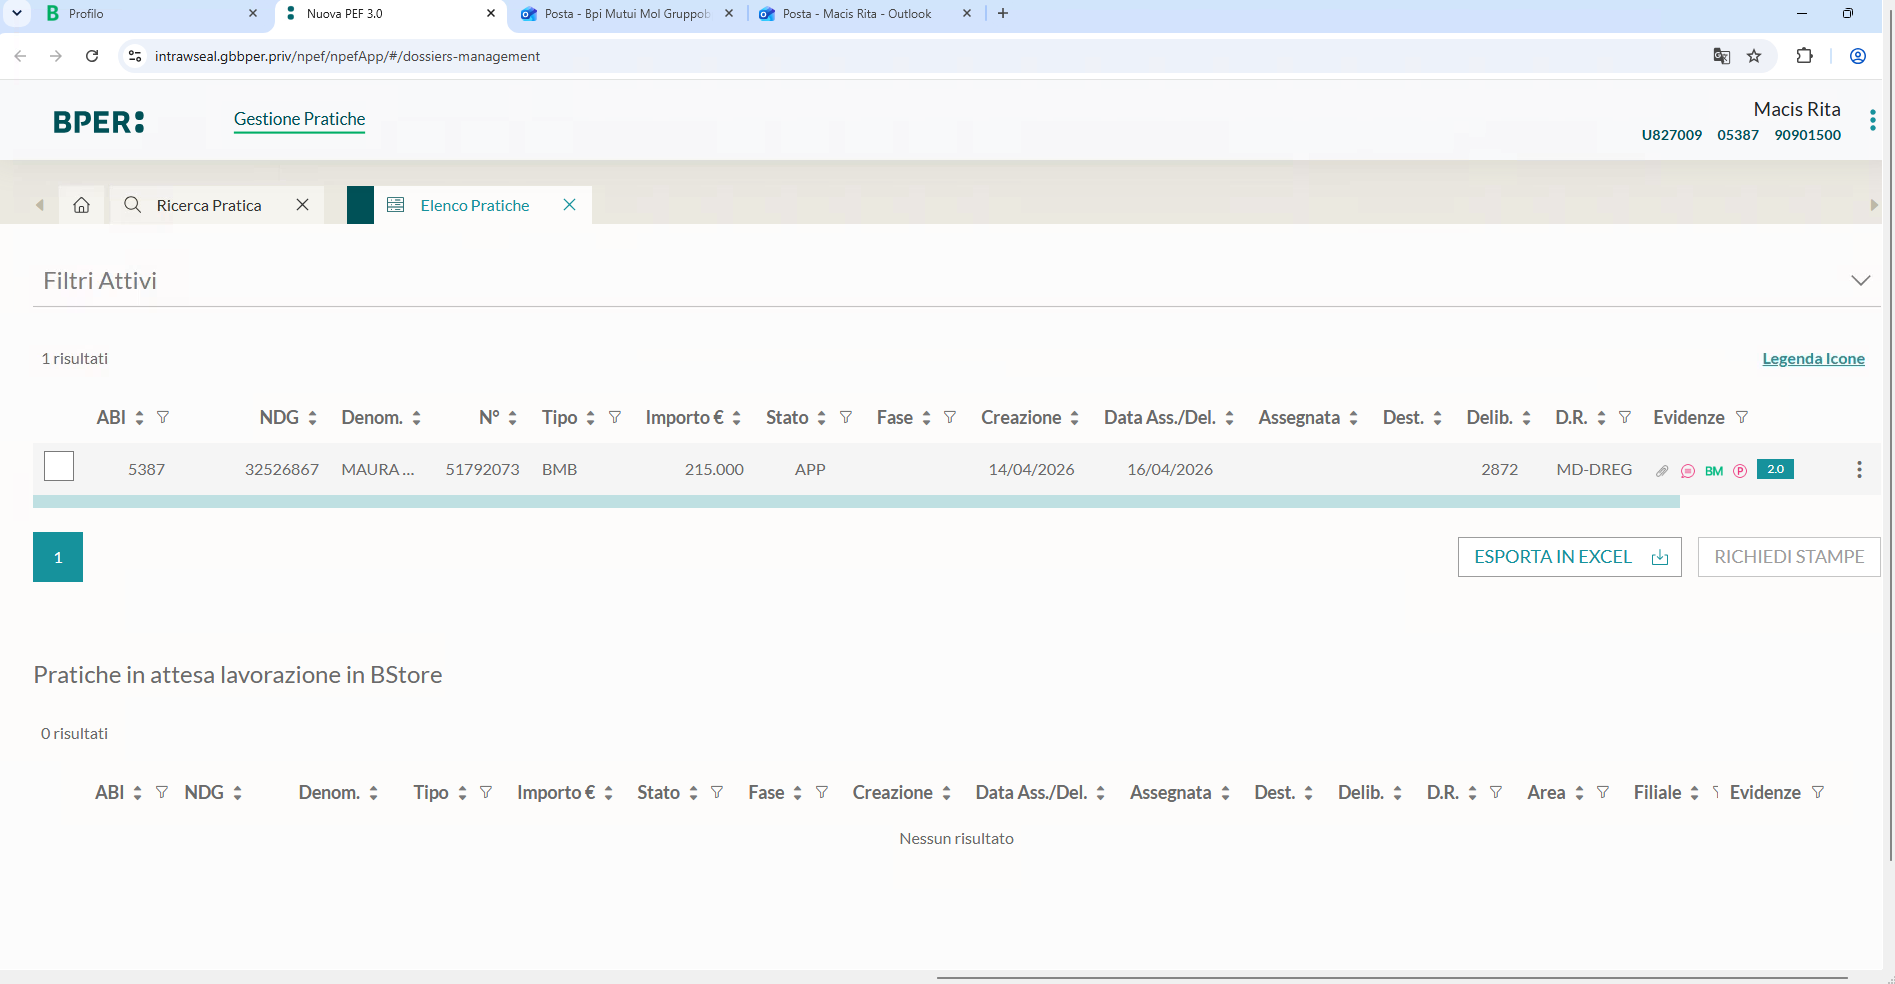 Profilo
Nuova PEF 3.0
Posta - Bpi Mutui Mol Gruppob
Posta - Macis Rita - Outlook
intrawseal.gbbper.priv/npef/npefApp/#/dossiers-management
BPER:
Gestione Pratiche
Macis Rita
U827009 05387 90901500
Ricerca Pratica
Elenco Pratiche
Filtri Attivi
1 risultati
Legenda Icone
ABI NDG Denom. N° Tipo Importo € Stato Fase Creazione Data Ass./Del. Assegnata Dest. Delib. D.R. Evidenze
5387 32526867 MAURA ... 51792073 BMB 215.000 APP 14/04/2026 16/04/2026 2872 MD-DREG BM P 2.0
1
ESPORTA IN EXCEL
RICHIEDI STAMPE
Pratiche in attesa lavorazione in BStore
0 risultati
ABI NDG Denom. Tipo Importo € Stato Fase Creazione Data Ass./Del. Assegnata Dest. Delib. D.R. Area Filiale Evidenze
Nessun risultato